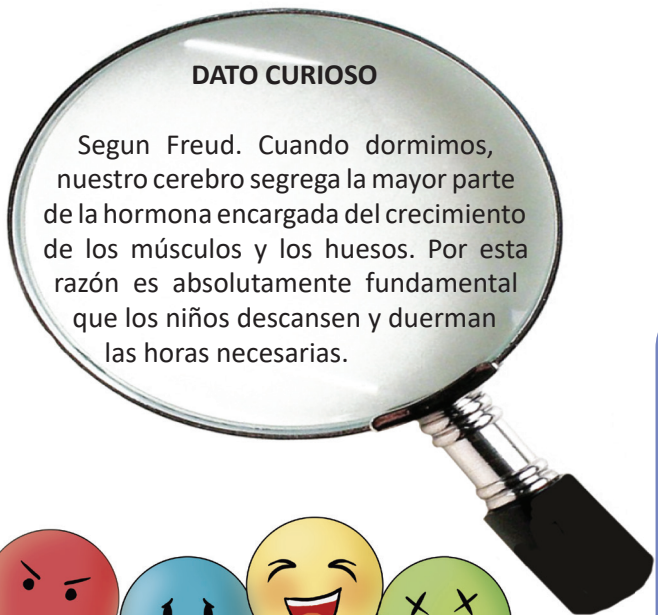 DATO CURIOSO
Segun Freud. Cuando dormimos,
nuestro cerebro segrega la mayor parte
de la hormona encargada del crecimiento
de los músculos y los huesos. Por esta
razón es absolutamente fundamental
que los niños descansen y duerman
las horas necesarias.